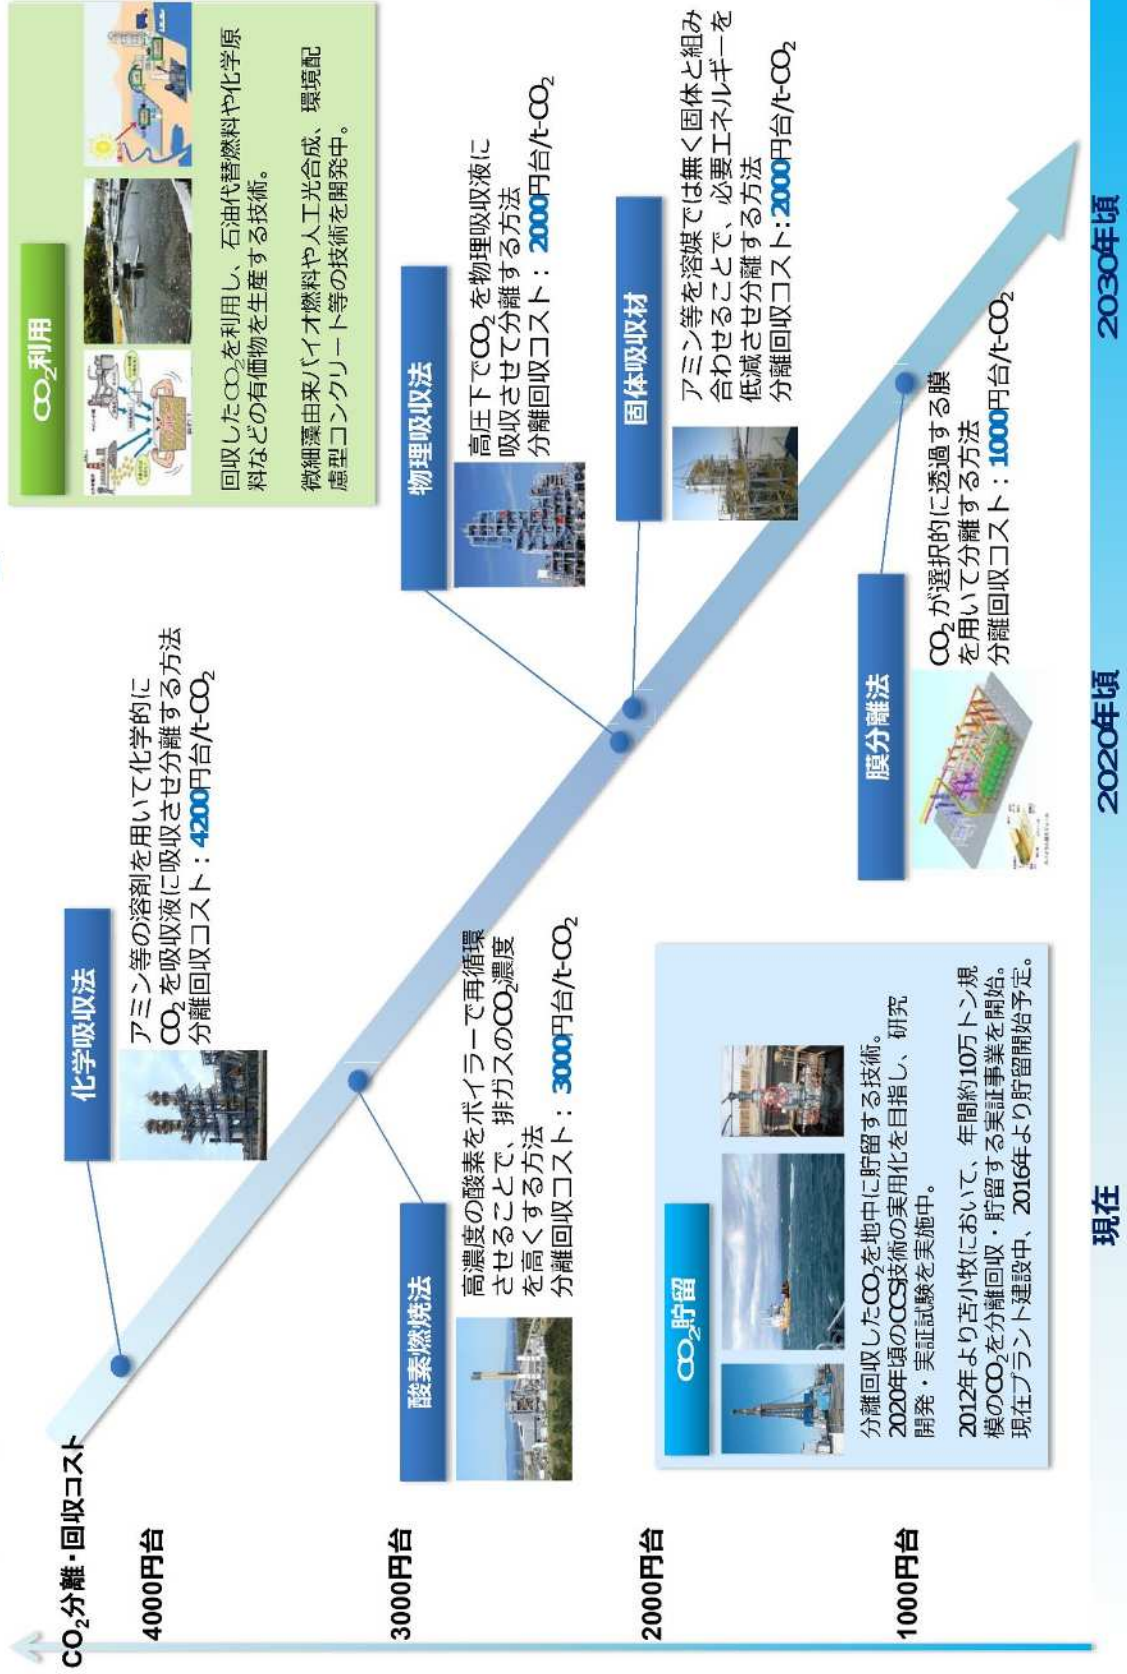 CO₂分離・回収コスト
4000円台
3000円台
2000円台
1000円台
化学吸収法
アミン等の溶剤を用いて化学的に
CO₂を吸収液に吸収させ分離する方法
分離回収コスト：4200円台/t-CO₂
酸素燃焼法
高濃度の酸素をボイラーで再循環
させることで、排ガスのCO₂濃度
を高くする方法
分離回収コスト：3000円台/t-CO₂
物理吸収法
高圧下でCO₂を物理吸収液に
吸収させて分離する方法
分離回収コスト：2000円台/t-CO₂
固体吸収材
アミン等を溶媒では無く固体と組み
合わせることで、必要エネルギーを
低減させ分離する方法
分離回収コスト:2000円台/t-CO₂
膜分離法
CO₂が選択的に透過する膜
を用いて分離する方法
分離回収コスト：1000円台/t-CO₂
CO₂利用
回収したCO₂を利用し、石油代替燃料や化学原
料などの有価物を生産する技術。
微細藻由来バイオ燃料や人工光合成、環境配
慮型コンクリート等の技術を開発中。
CO₂貯留
分離回収したCO₂を地中に貯留する技術。
2020年頃のCCS技術の実用化を目指し、研究
開発・実証試験を実施中。
2012年より苫小牧において、年間約10万トン規
模のCO₂を分離回収・貯留する実証事業を開始。
現在プラント建設中、2016年より貯留開始予定。
現在
2020年頃
2030年頃